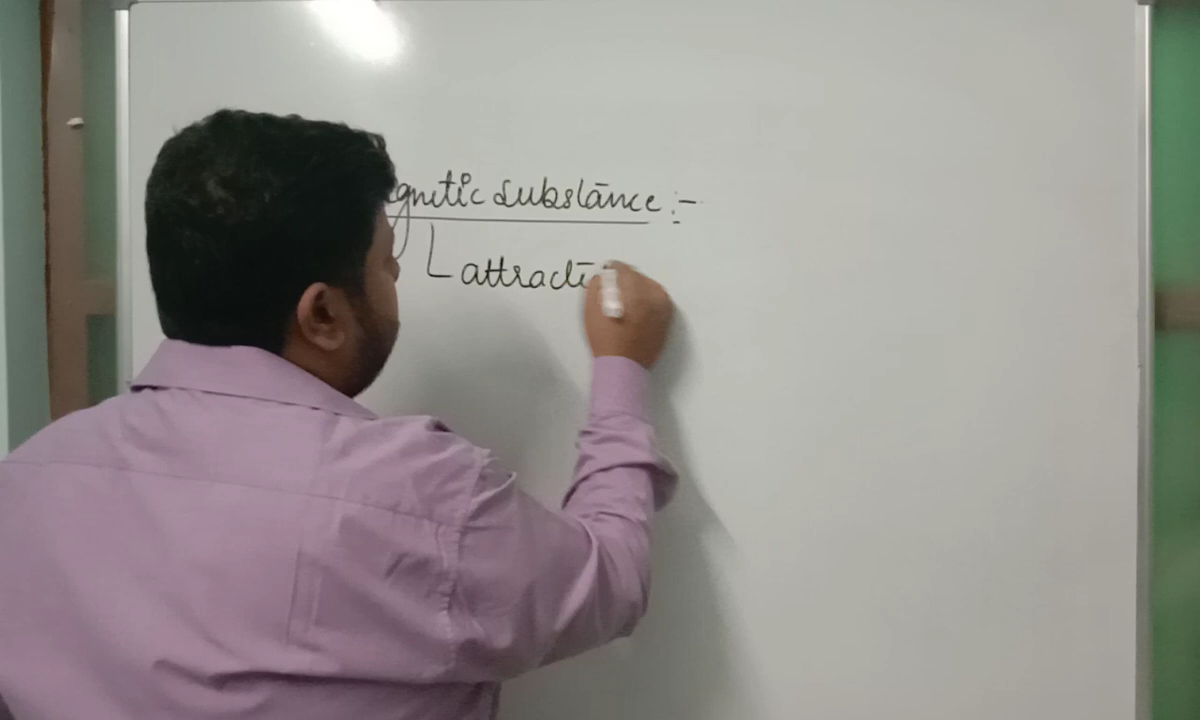 gnetic substance :-
attracti